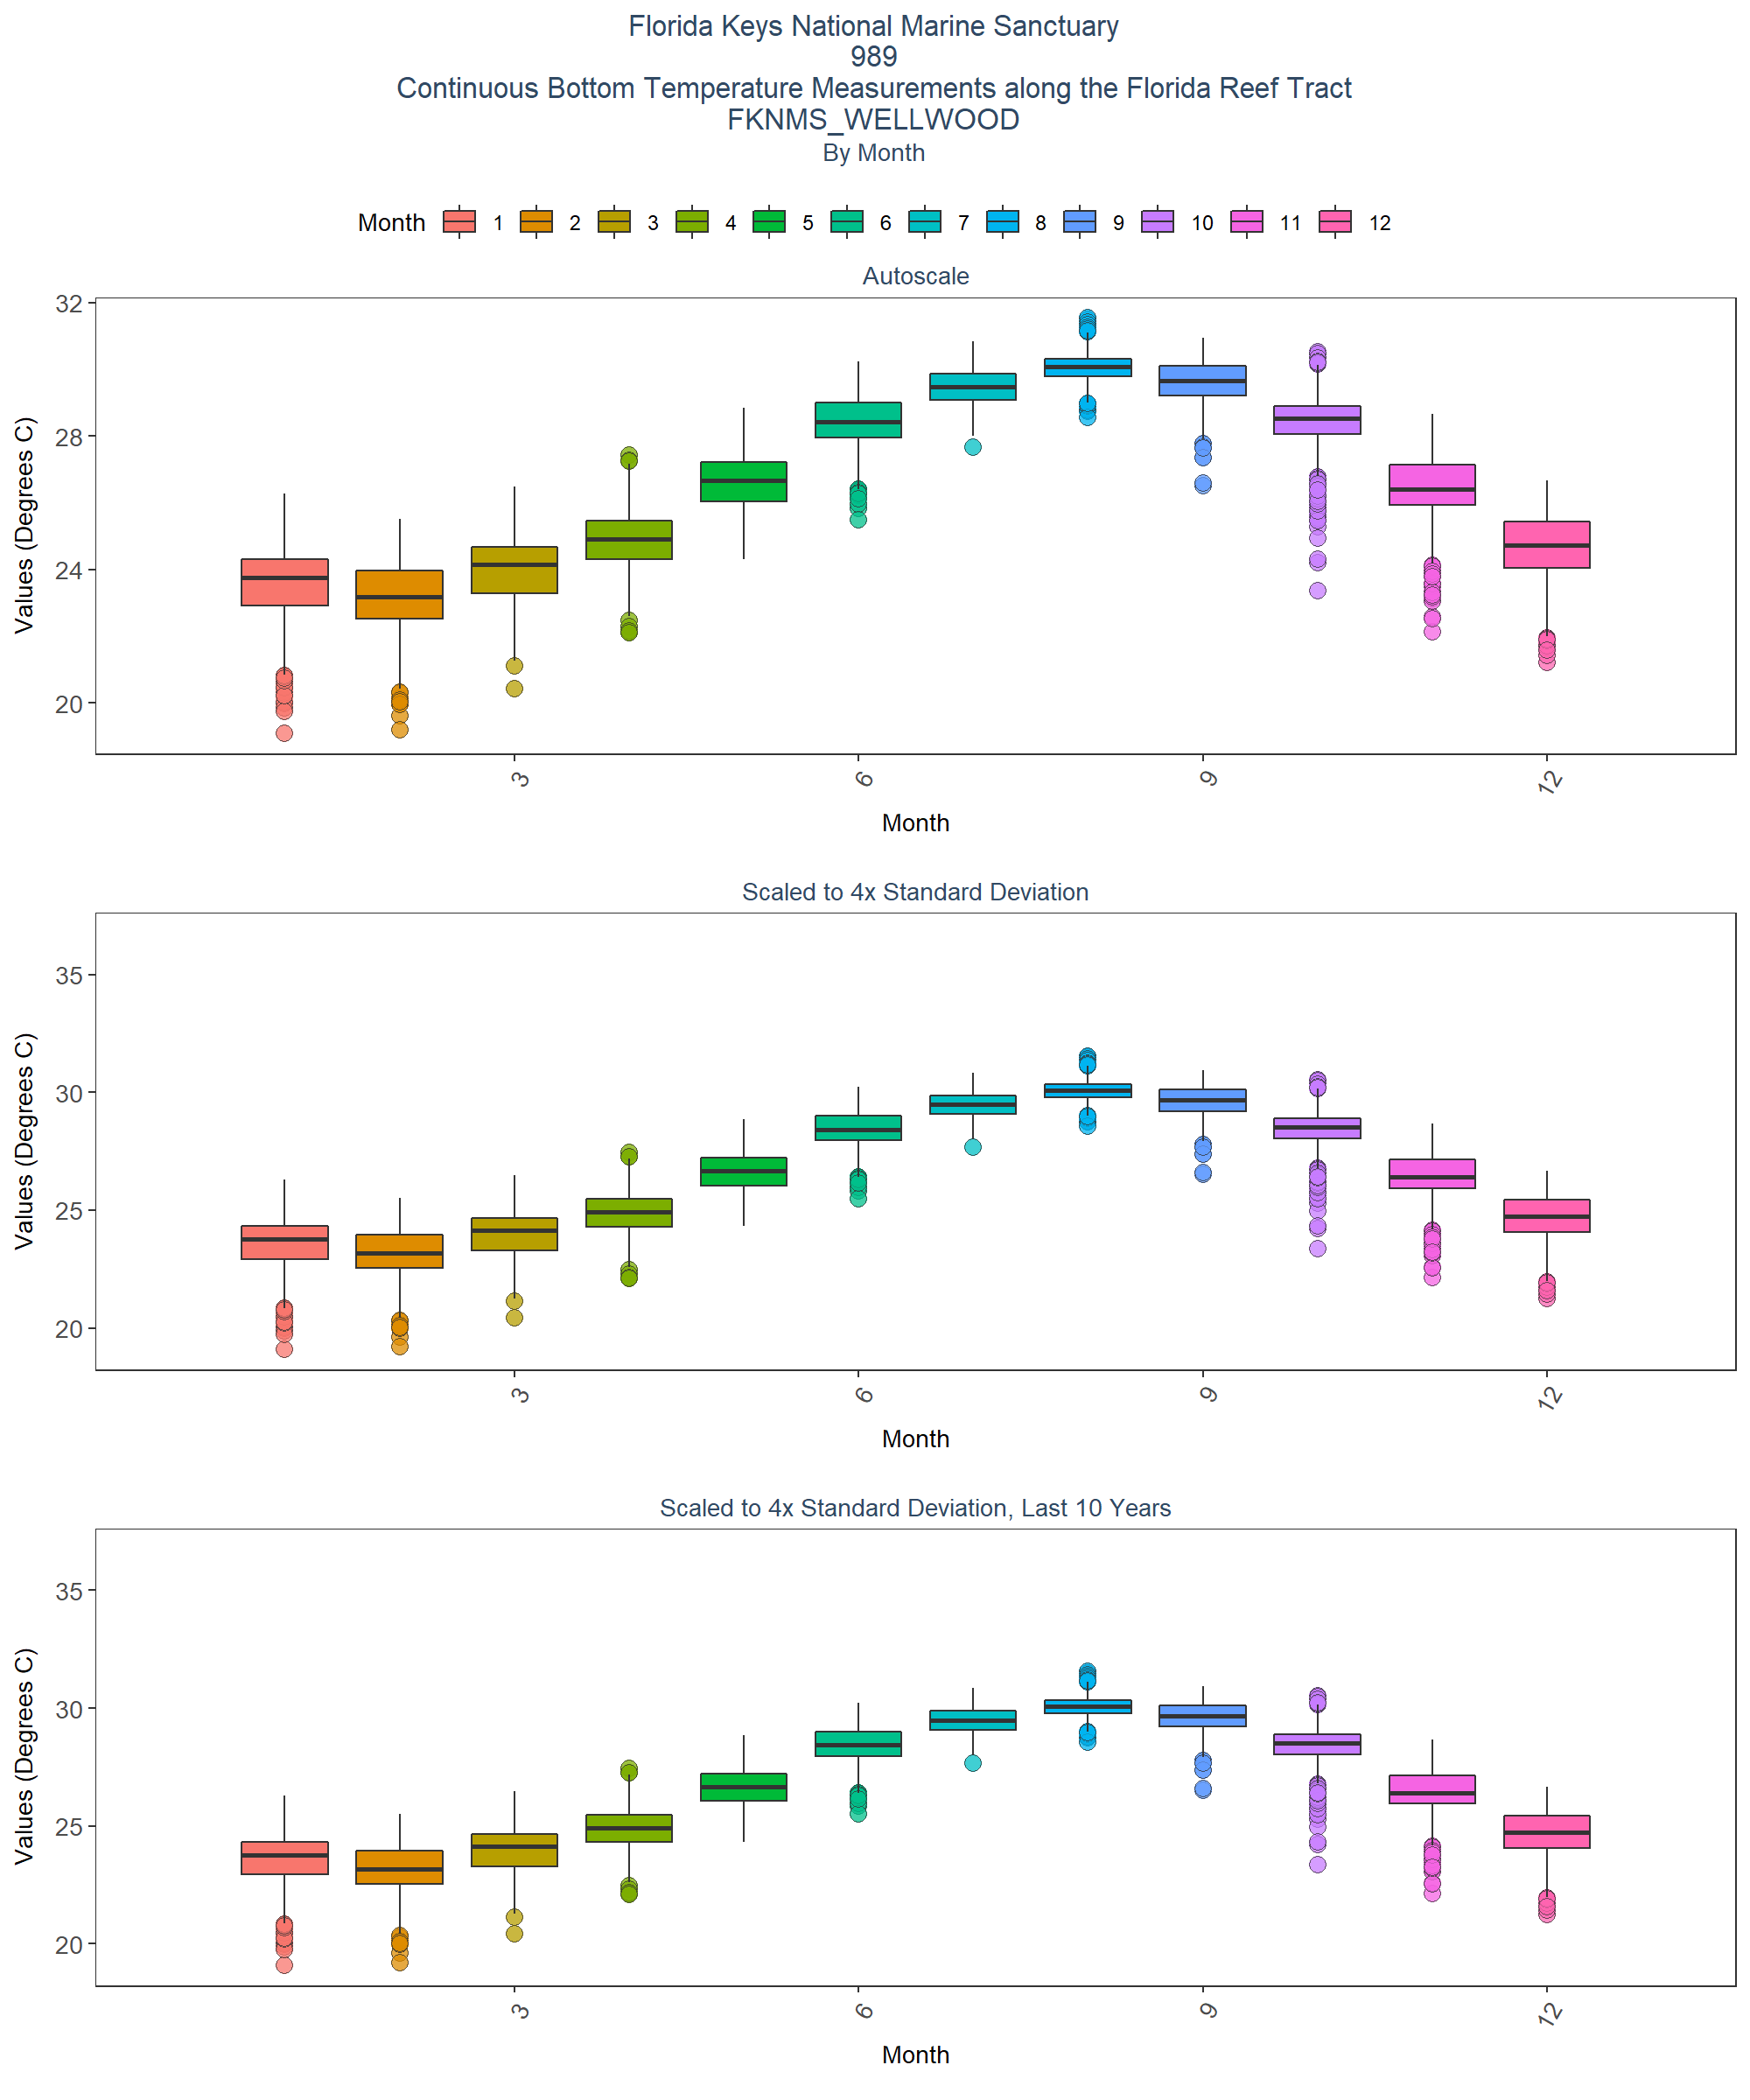 Florida Keys National Marine Sanctuary
989
Continuous Bottom Temperature Measurements along the Florida Reef Tract
FKNMS_WELLWOOD
By Month
Month 1 2 3 4 5 6 7 8 9 10 11 12
Autoscale
Values (Degrees C)
32
28
24
20
3 6 9 12
Month
Scaled to 4x Standard Deviation
Values (Degrees C)
35
30
25
20
3 6 9 12
Month
Scaled to 4x Standard Deviation, Last 10 Years
Values (Degrees C)
35
30
25
20
3 6 9 12
Month